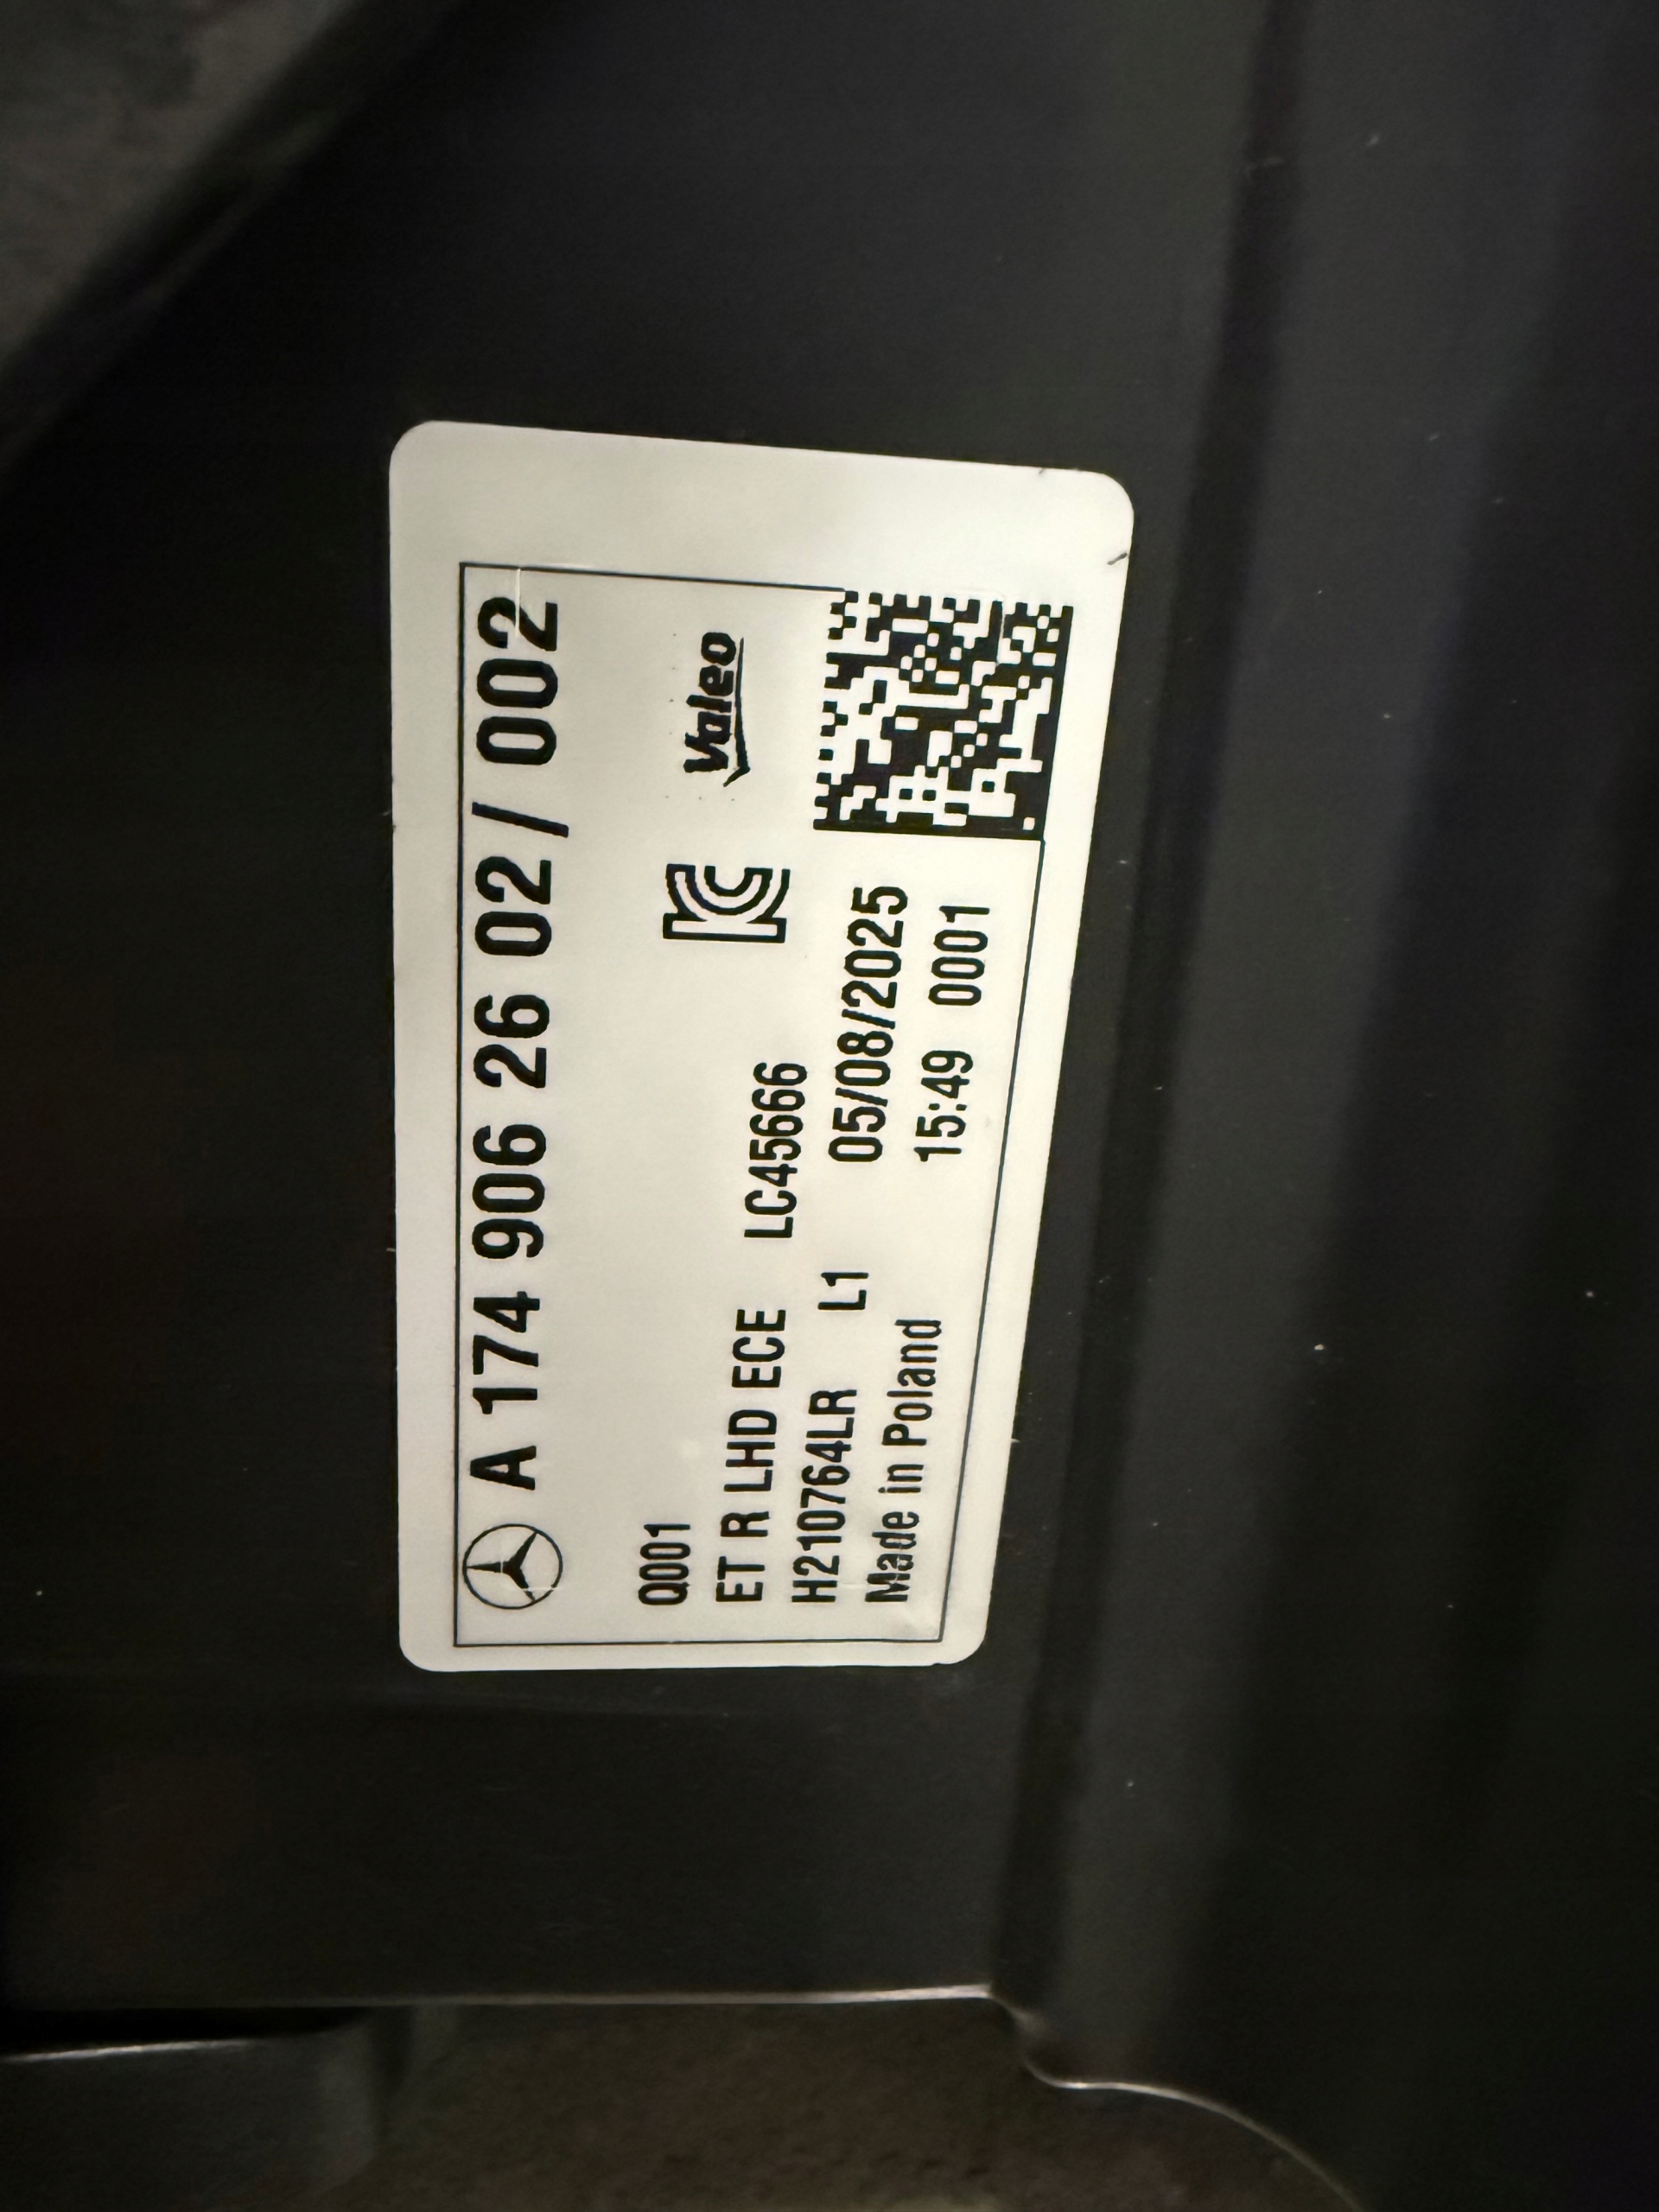 A 174 906 26 02 / 002
Q001
KC
Valeo
ET R LHD ECE LC45666
H210764LR L1 05/08/2025
Made in Poland 15:49 0001